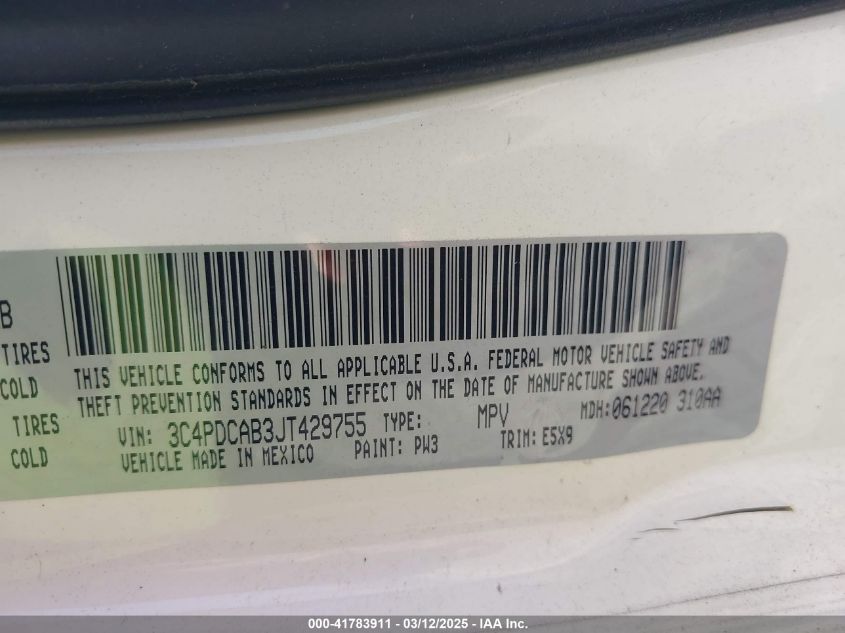 B
TIRES
COLD
TIRES
COLD
THIS VEHICLE CONFORMS TO ALL APPLICABLE U.S.A. FEDERAL MOTOR VEHICLE SAFETY AND
THEFT PREVENTION STANDARDS IN EFFECT ON THE DATE OF MANUFACTURE SHOWN ABOVE.
VIN: 3C4PDCAB3JT429755 TYPE: MPV MDH:061220 310AA
VEHICLE MADE IN MEXICO PAINT: PW3 TRIM: E5X9
000-41783911 - 03/12/2025 - IAA Inc.